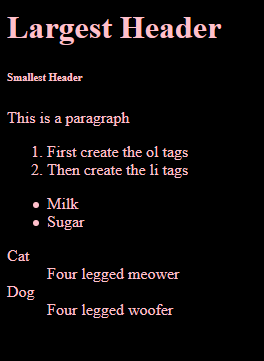 Largest Header
Smallest Header
This is a paragraph
1. First create the ol tags
2. Then create the li tags
• Milk
• Sugar
Cat
Four legged meower
Dog
Four legged woofer